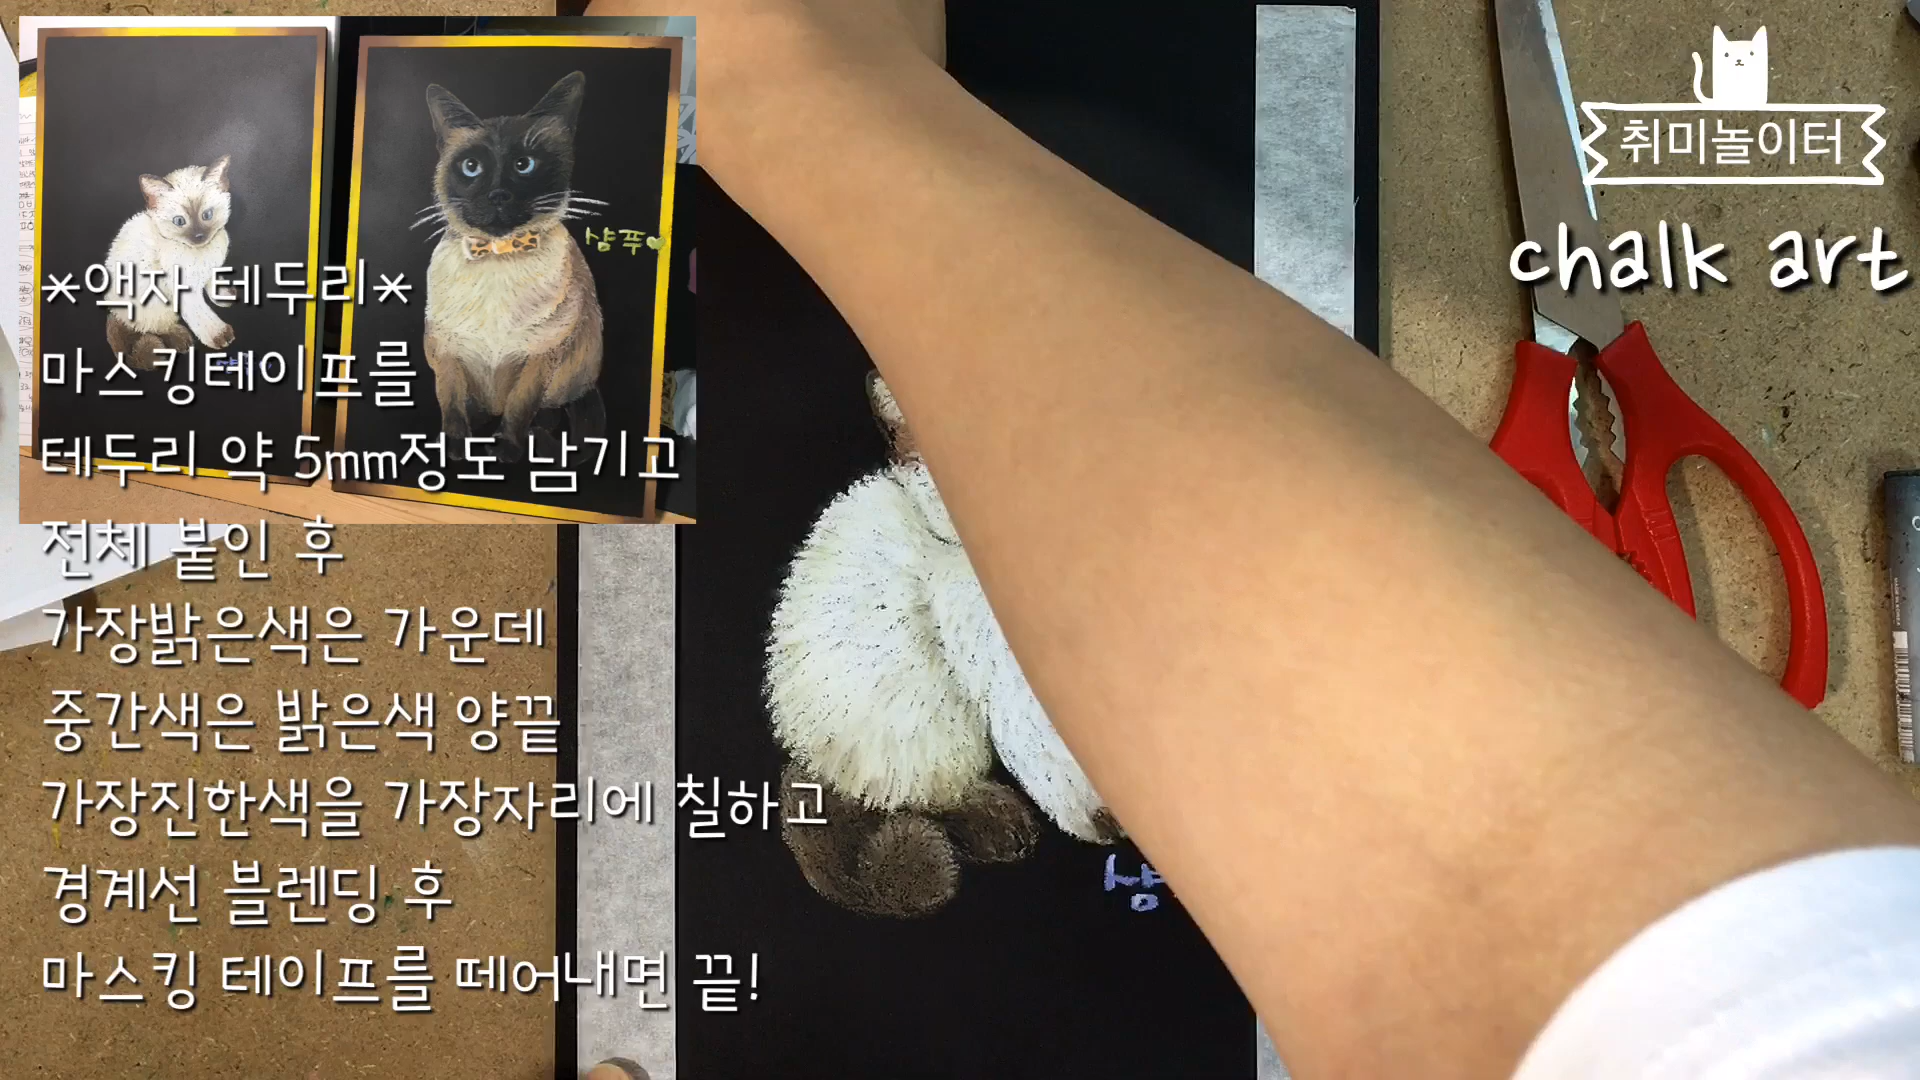 *액자 테두리*
마스킹테이프를
테두리 약 5mm정도 남기고
전체 붙인 후
가장밝은색은 가운데
중간색은 밝은색 양끝
가장진한색을 가장자리에 칠하고
경계선 블렌딩 후
마스킹 테이프를 떼어내면 끝!
샴푸
취미놀이터
chalk art